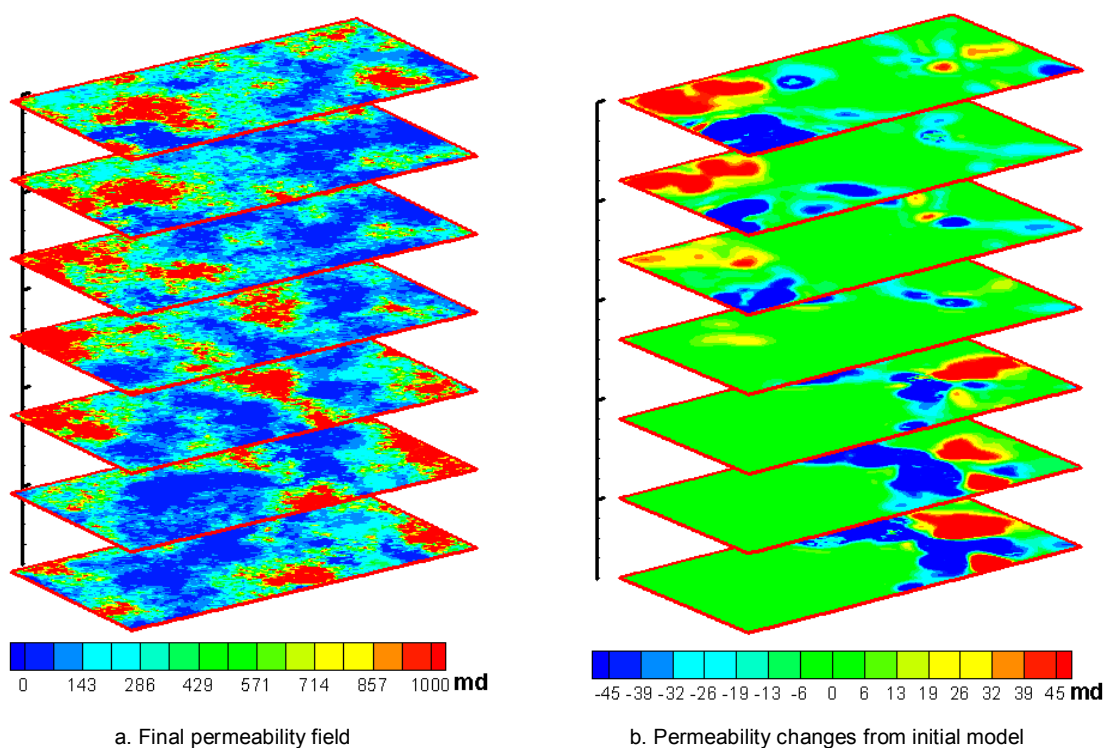 0 143 286 429 571 714 857 1000 md
-45 -39 -32 -26 -19 -13 -6 0 6 13 19 26 32 39 45 md
a. Final permeability field
b. Permeability changes from initial model